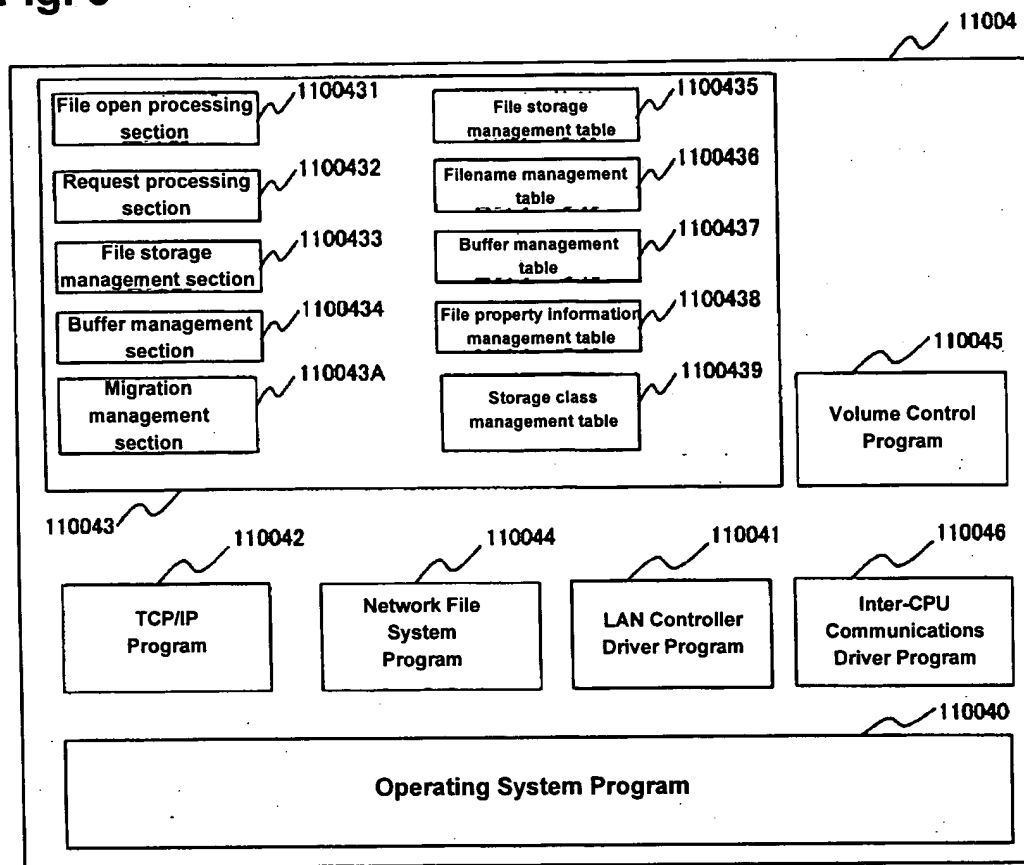 11004
File open processing
section
1100431
File storage
management table
1100435
Request processing
section
1100432
Filename management
table
1100436
File storage
management section
1100433
Buffer management
table
1100437
Buffer management
section
1100434
File property information
management table
1100438
Migration
management
section
110043A
Storage class
management table
1100439
110045
Volume Control
Program
110043
110042
TCP/IP
Program
110044
Network File
System
Program
110041
LAN Controller
Driver Program
110046
Inter-CPU
Communications
Driver Program
110040
Operating System Program